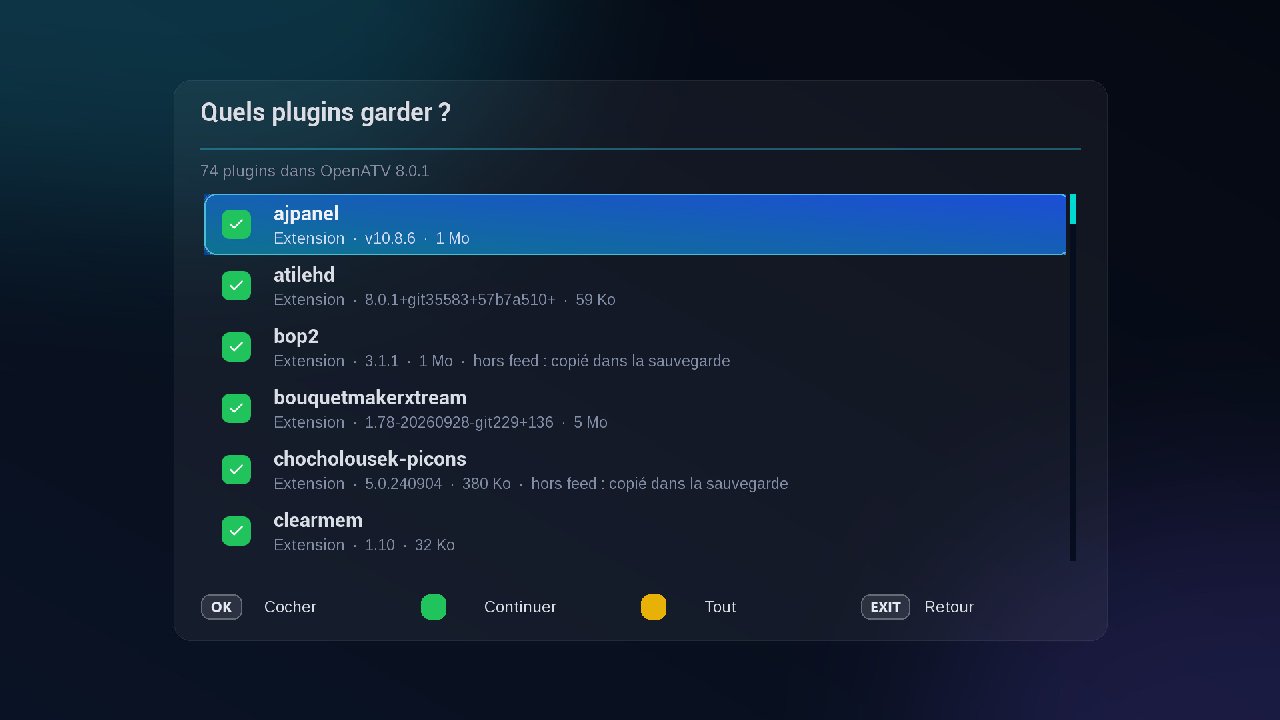 Quels plugins garder ?
74 plugins dans OpenATV 8.0.1
ajpanel
Extension · v10.8.6 · 1 Mo
atilehd
Extension · 8.0.1+git35583+57b7a510+ · 59 Ko
bop2
Extension · 3.1.1 · 1 Mo · hors feed : copié dans la sauvegarde
bouquetmakerxtream
Extension · 1.78-20260928-git229+136 · 5 Mo
chocholousek-picons
Extension · 5.0.240904 · 380 Ko · hors feed : copié dans la sauvegarde
clearmem
Extension · 1.10 · 32 Ko
OK Cocher Continuer Tout EXIT Retour